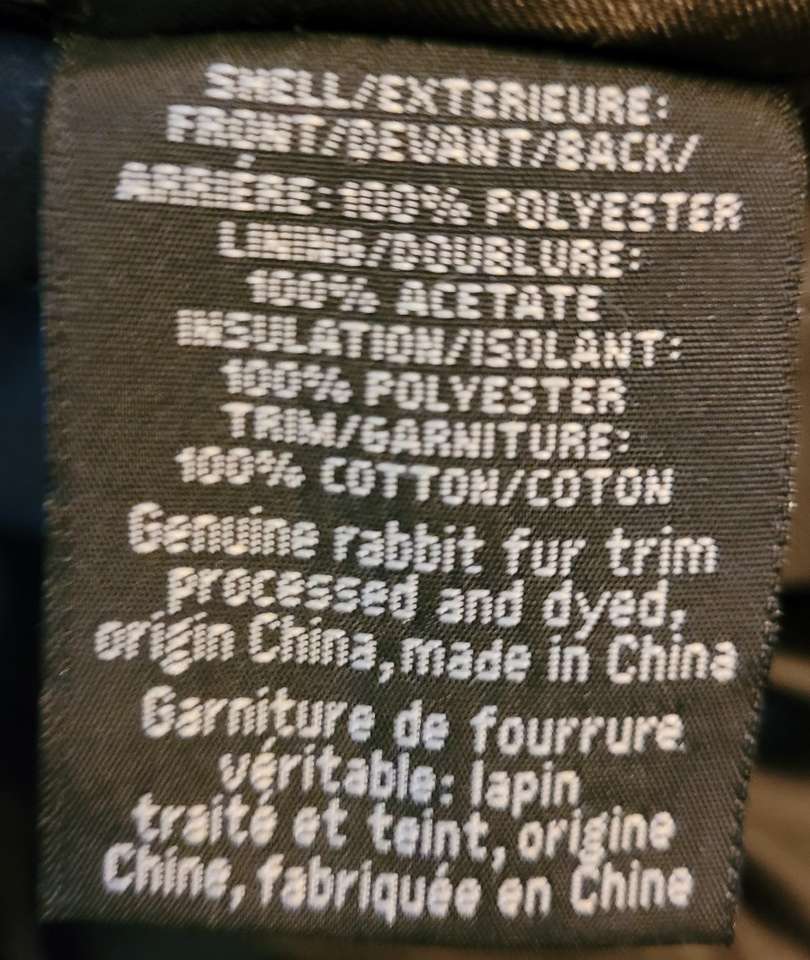 SHELL/EXTERIEURE:
FRONT/DEVANT/BACK/
ARRIÉRE:100% POLYESTER
LINING/DOUBLURE:
100% ACETATE
INSULATION/ISOLANT:
100% POLYESTER
TRIM/GARNITURE:
100% COTTON/COTON
Genuine rabbit fur trim
processed and dyed,
origin China,made in China
Garniture de fourrure
véritable: lapin
traité et teint, origine
Chine, fabriquée en Chine